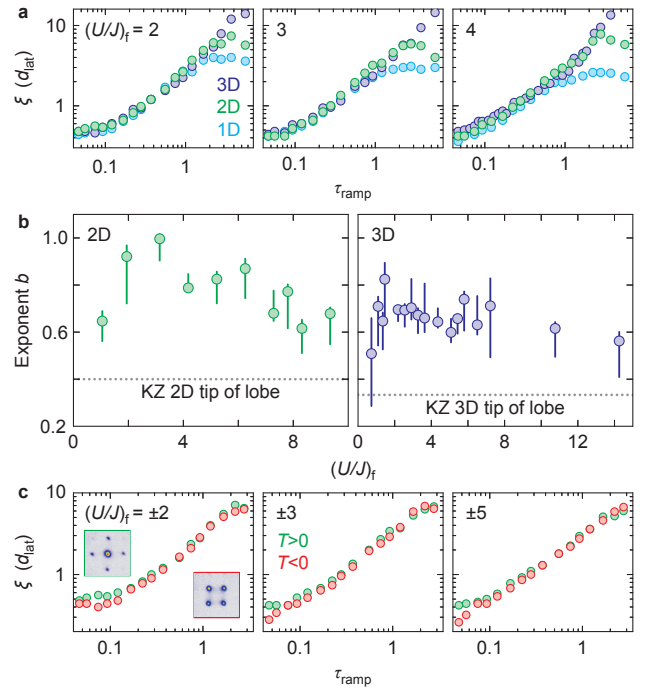 a
(U/J)f = 2
3
4
10
1
ξ (dlat)
3D
2D
1D
0.1
1
0.1
1
0.1
1
τramp
τramp
b
2D
3D
1.0
0.6
0.2
Exponent b
KZ 2D tip of lobe
KZ 3D tip of lobe
0
4
8
0
4
8
12
(U/J)f
c
(U/J)f = ±2
±3
±5
10
1
ξ (dlat)
T>0
T<0
0.1
1
0.1
1
0.1
1
τramp